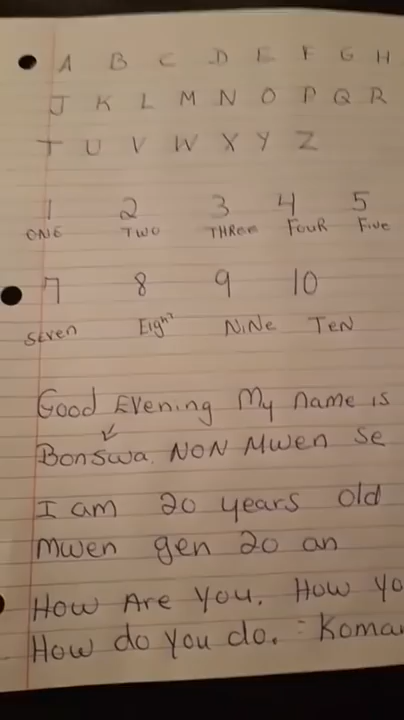 A B C D E F G H
J K L M N O P Q R
T U V W X Y Z
1 2 3 4 5
ONE TWO THREE FOUR FIVE
7 8 9 10
Seven Eight NiNe TeN
Good Evening My name is
Bonswa. NON Mwen se
I am 20 years old
Mwen gen 20 an
How Are You. How yo
How do you do. = Koma